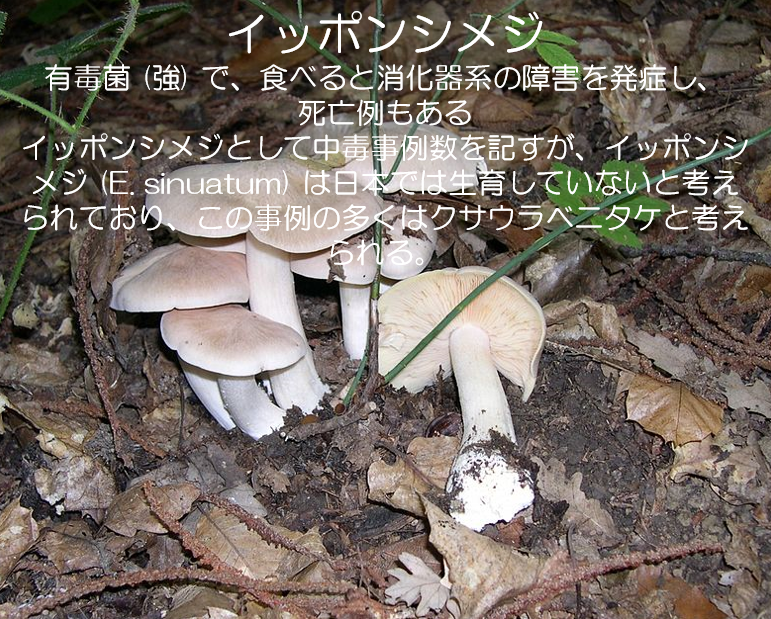 イッポンシメジ
有毒菌 (強) で、食べると消化器系の障害を発症し、
死亡例もある
イッポンシメジとして中毒事例数を記すが、イッポンシ
メジ (E. sinuatum) は日本では生育していないと考え
られており、この事例の多くはクサウラベニタケと考え
られる。